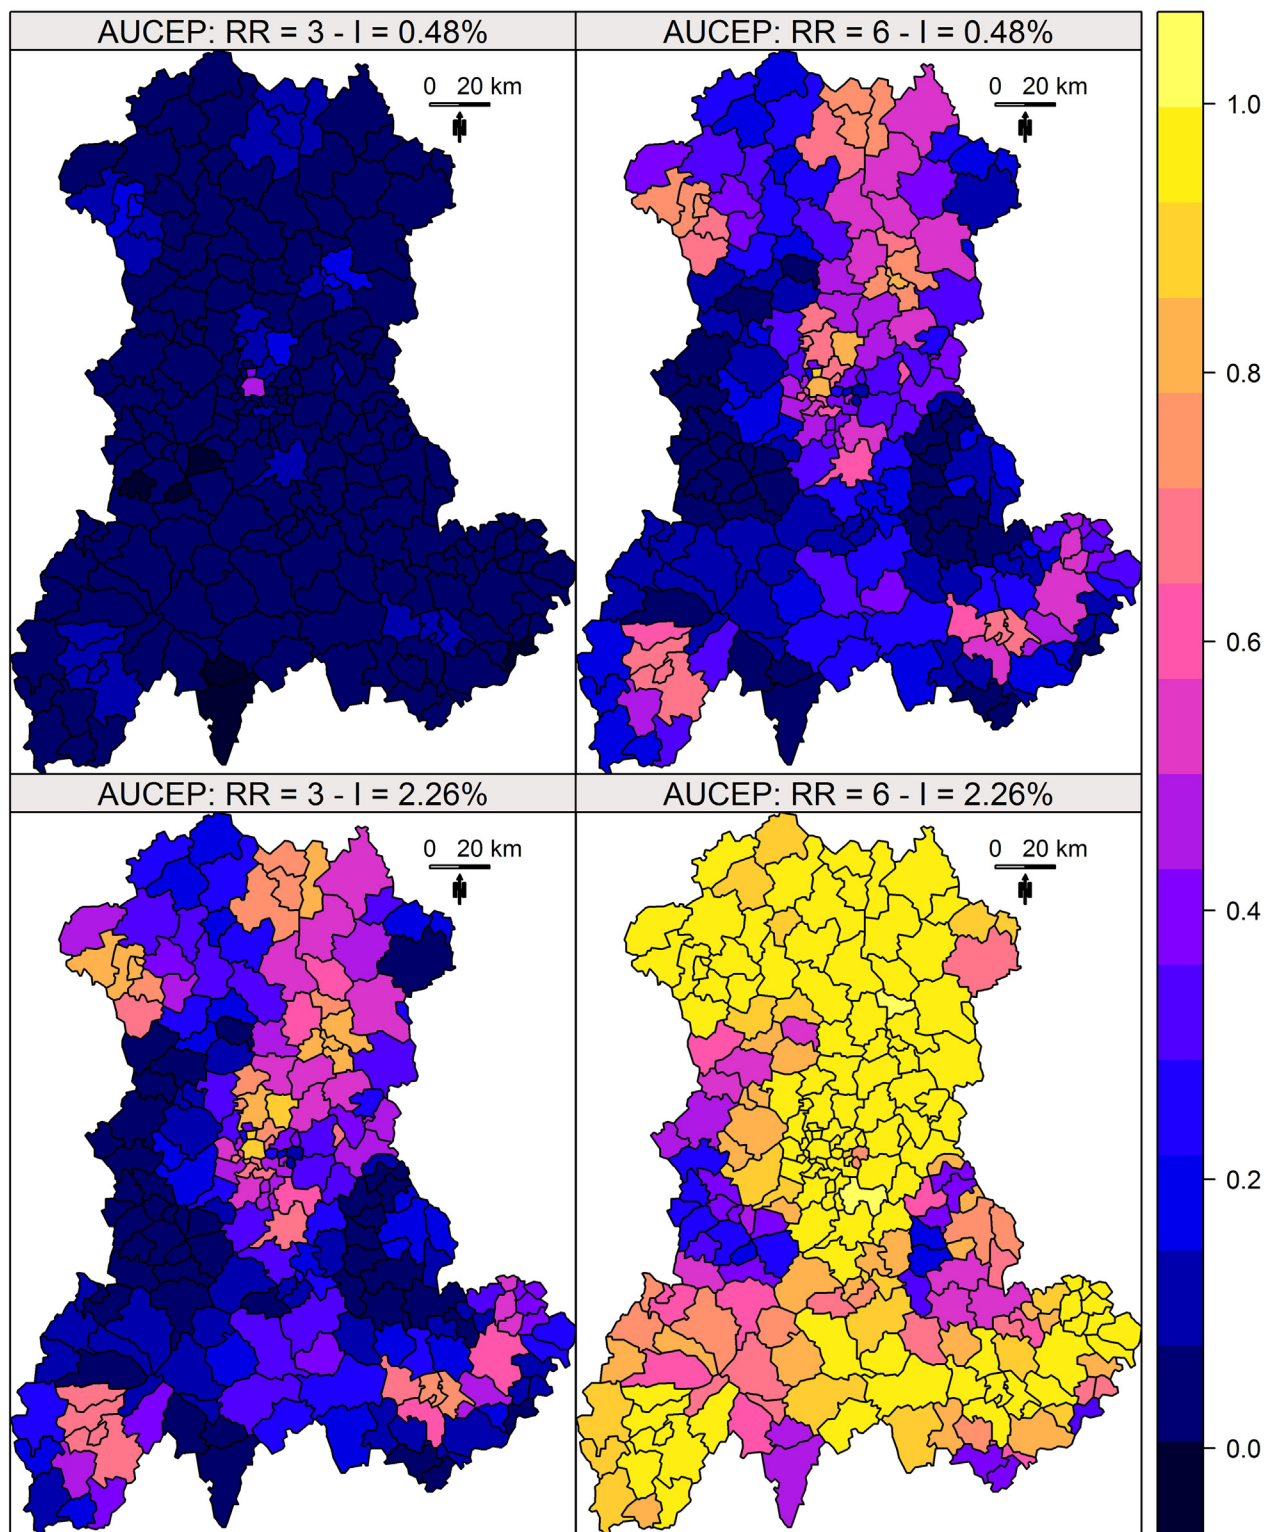 AUCEP: RR = 3 - I = 0.48%
AUCEP: RR = 6 - I = 0.48%
0 20 km
N
0 20 km
N
AUCEP: RR = 3 - I = 2.26%
AUCEP: RR = 6 - I = 2.26%
0 20 km
N
0 20 km
N
1.0
0.8
0.6
0.4
0.2
0.0